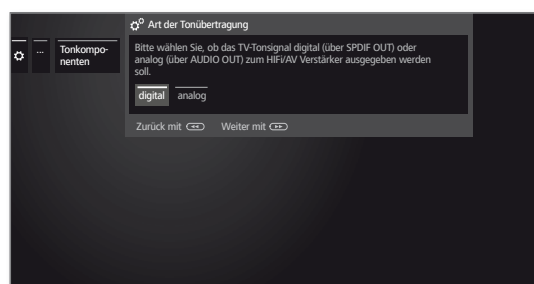 Art der Tonübertragung
...
Tonkompo-
nenten
Bitte wählen Sie, ob das TV-Tonsignal digital (über SPDIF OUT) oder
analog (über AUDIO OUT) zum HIFi/AV Verstärker ausgegeben werden
soll.
digital analog
Zurück mit Weiter mit